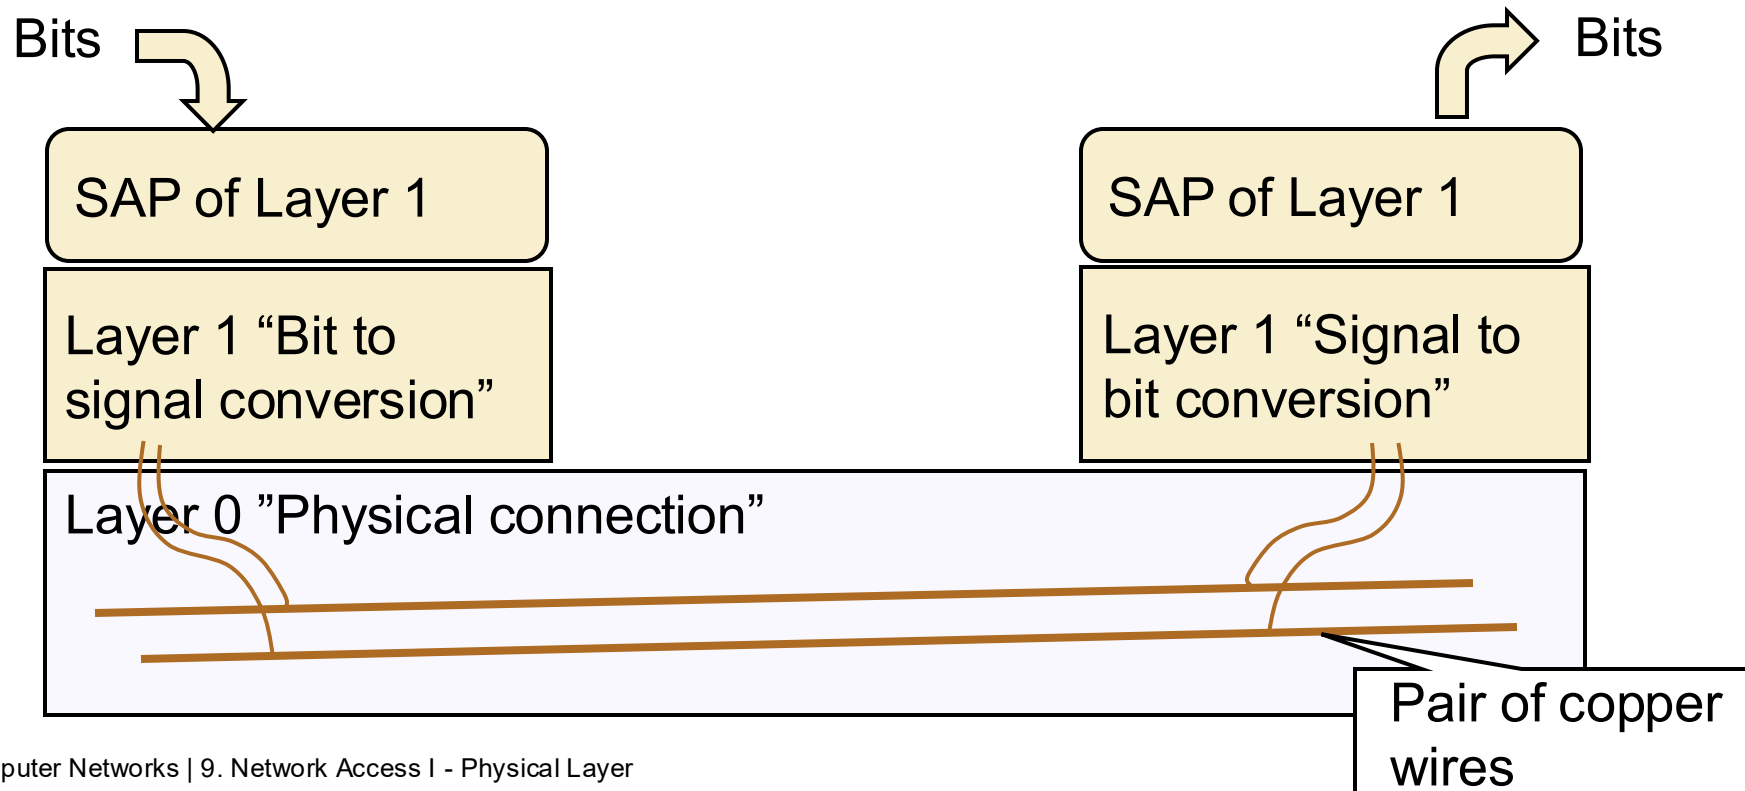 Bits
Bits
SAP of Layer 1
SAP of Layer 1
Layer 1 “Bit to
signal conversion”
Layer 1 “Signal to
bit conversion”
Layer 0 ”Physical connection”
Pair of copper
wires
puter Networks | 9. Network Access I - Physical Layer